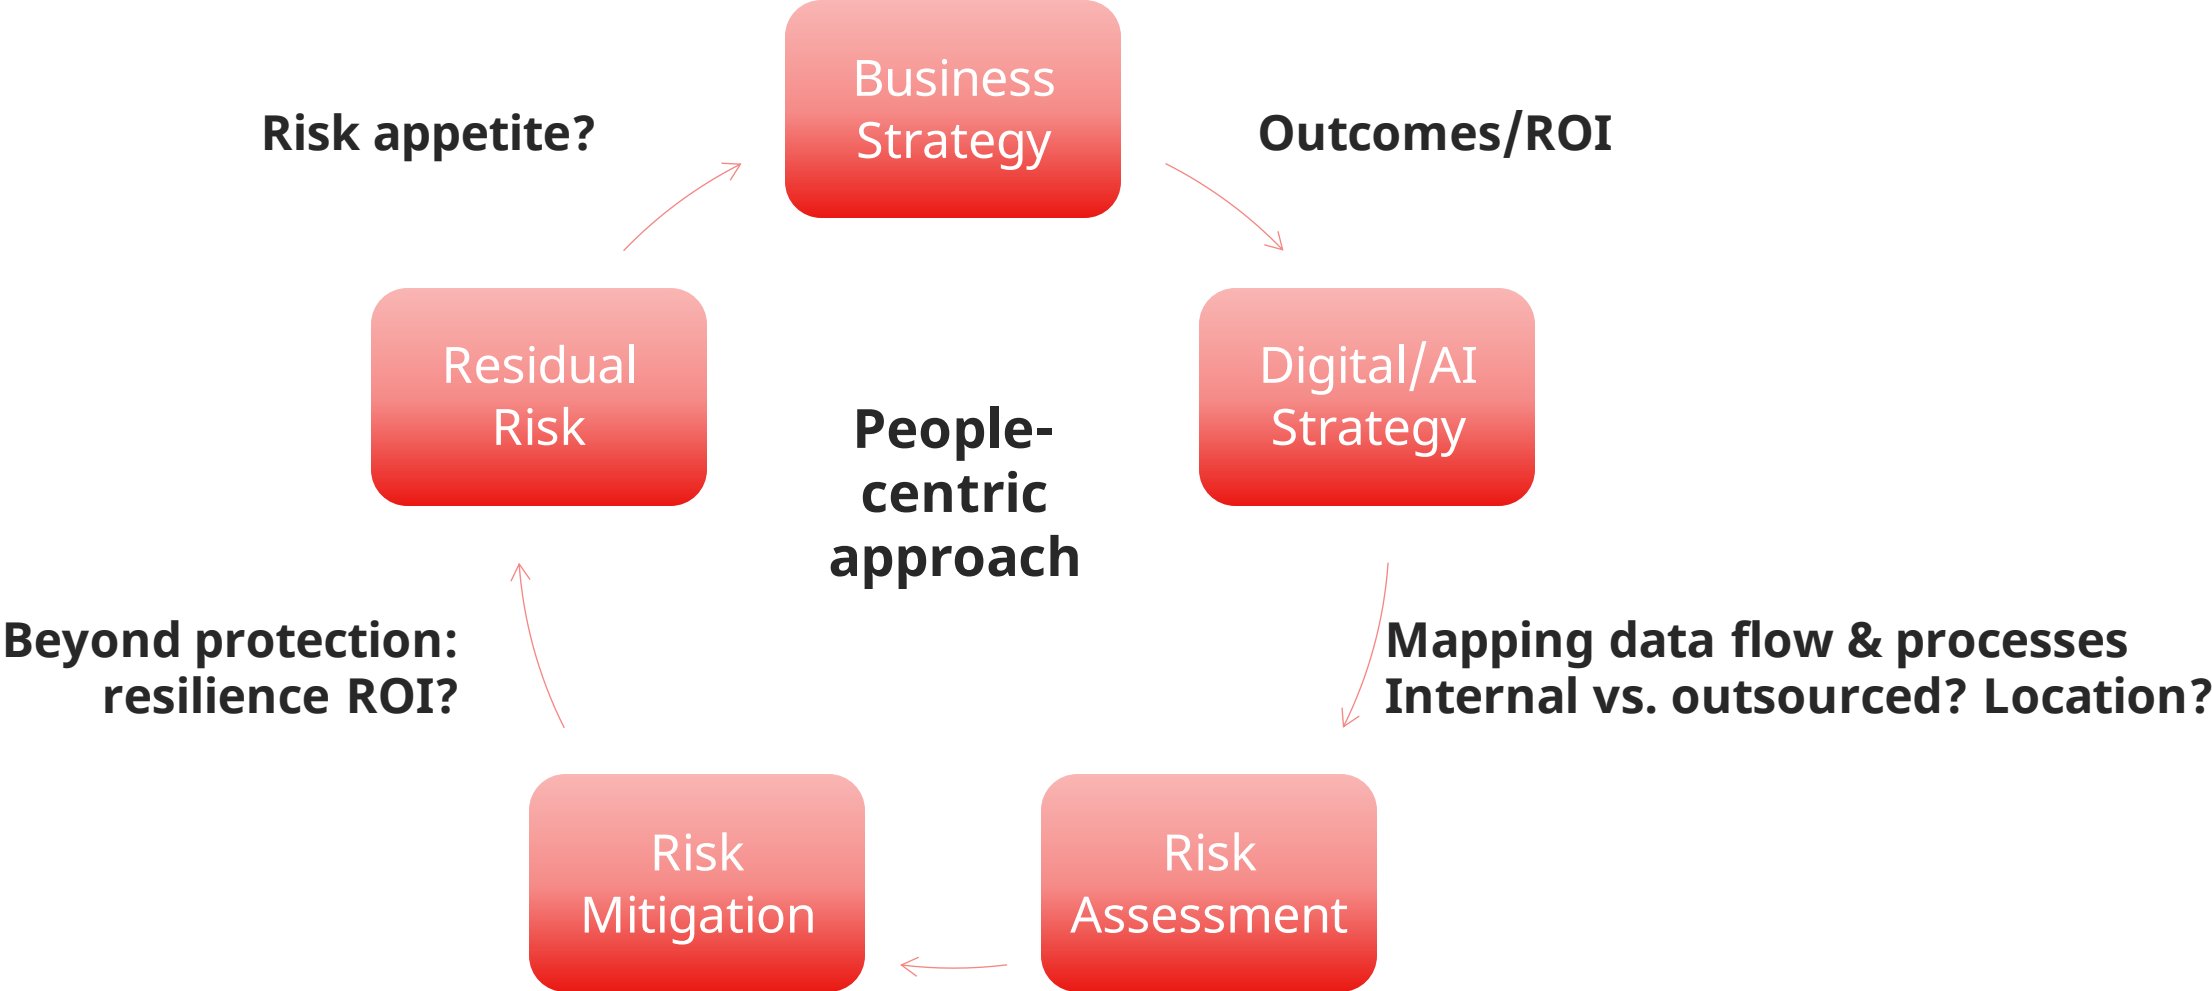 Business
Strategy
Risk appetite?
Outcomes/ROI
Residual
Risk
Digital/AI
Strategy
People-
centric
approach
Beyond protection:
resilience ROI?
Mapping data flow & processes
Internal vs. outsourced? Location?
Risk
Mitigation
Risk
Assessment